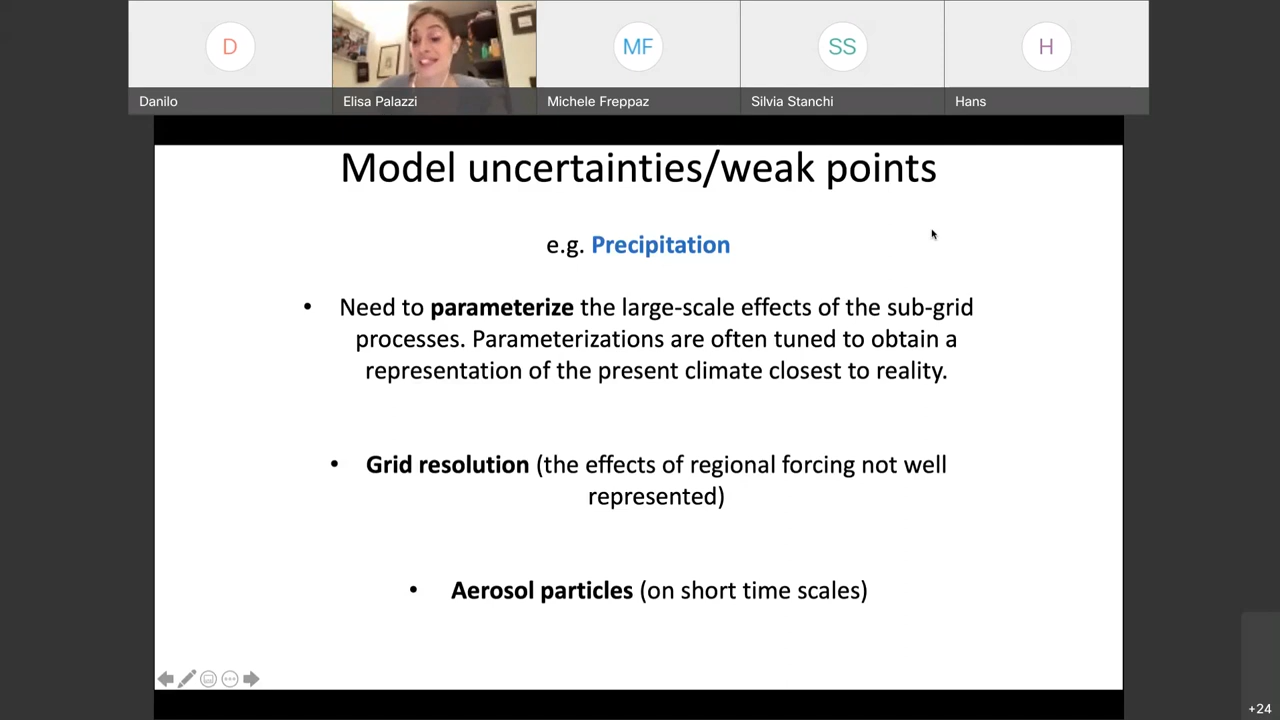 D
MF
SS
H
Danilo
Elisa Palazzi
Michele Freppaz
Silvia Stanchi
Hans
Model uncertainties/weak points
e.g. Precipitation
• Need to parameterize the large-scale effects of the sub-grid
processes. Parameterizations are often tuned to obtain a
representation of the present climate closest to reality.
• Grid resolution (the effects of regional forcing not well
represented)
• Aerosol particles (on short time scales)
+24